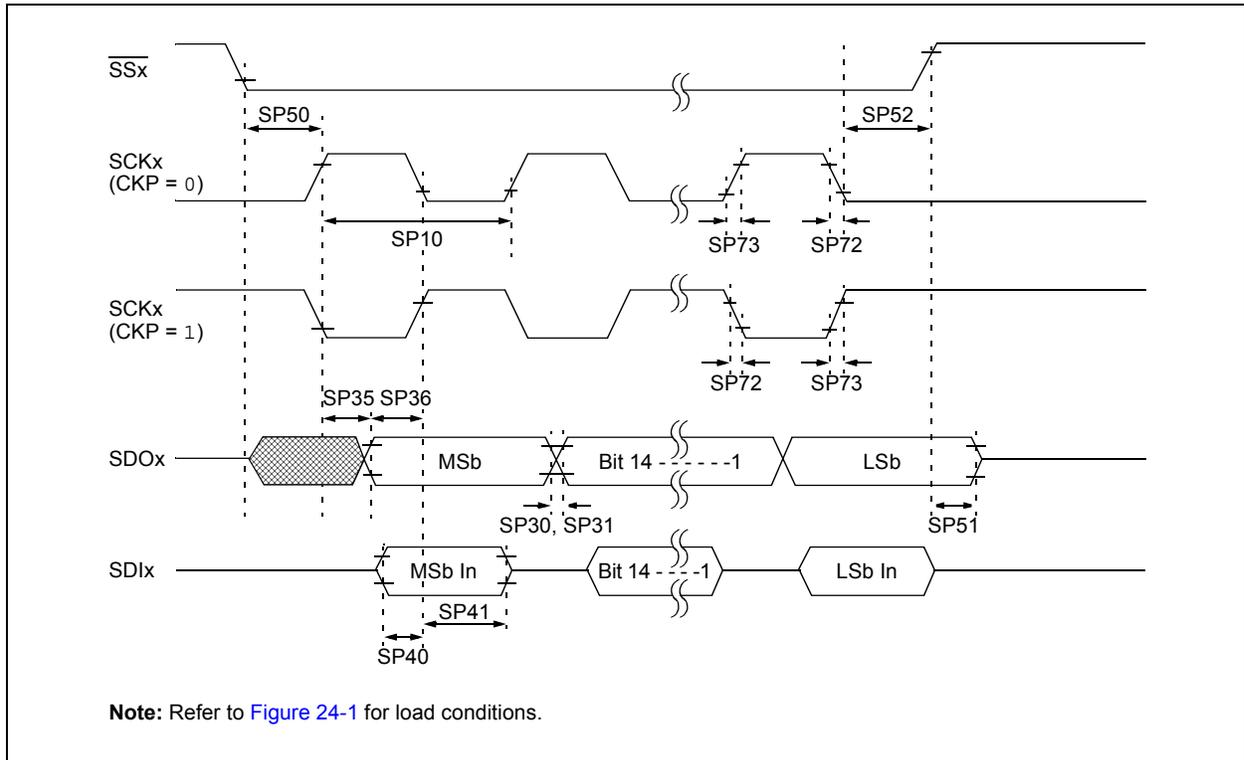 SSx
SP50
SP52
SCKx
(CKP = 0)
SP10
SP73
SP72
SCKx
(CKP = 1)
SP72
SP73
SP35 SP36
SDOx
MSb
Bit 14 - - - - - -1
LSb
SP30, SP31
SP51
SDIx
MSb In
Bit 14 - - - - -1
LSb In
SP41
SP40
Note: Refer to Figure 24-1 for load conditions.